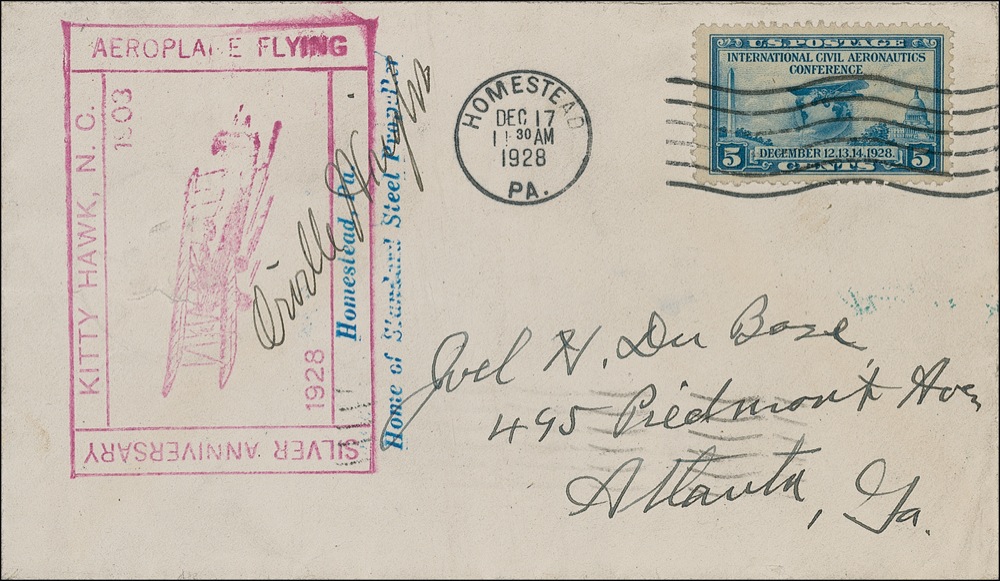 AEROPLANE FLYING
KITTY HAWK, N. C.
1903
1928
SILVER ANNIVERSARY
Orville Wright
Homestead, Pa.
Home of Standard Steel Propeller
HOMESTEAD
DEC 17
11 30 AM
1928
PA.
U.S. POSTAGE
INTERNATIONAL CIVIL AERONAUTICS
CONFERENCE
5 DECEMBER 12.13.14.1928. 5
CENTS
Joel H. Du Bose,
495 Piedmont Ave,
Atlanta, Ga.